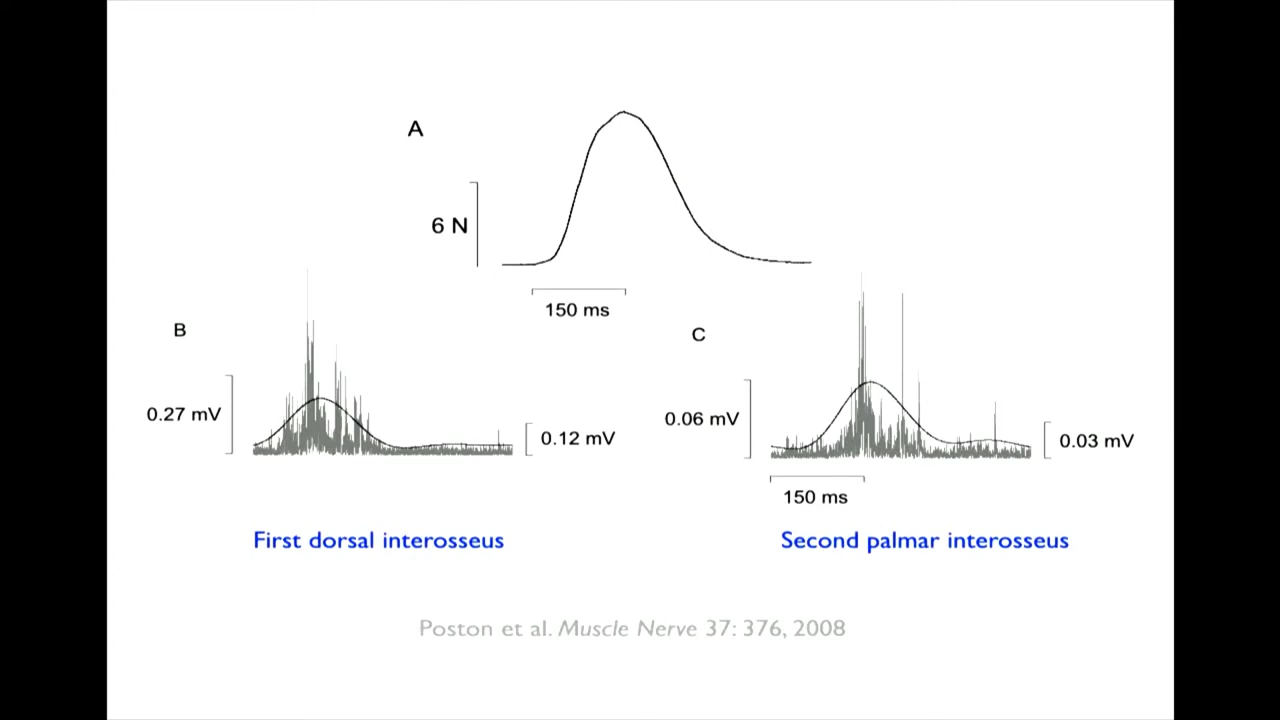 A
6 N
150 ms
B
0.27 mV
0.12 mV
C
0.06 mV
0.03 mV
150 ms
First dorsal interosseus
Second palmar interosseus
Poston et al. Muscle Nerve 37: 376, 2008